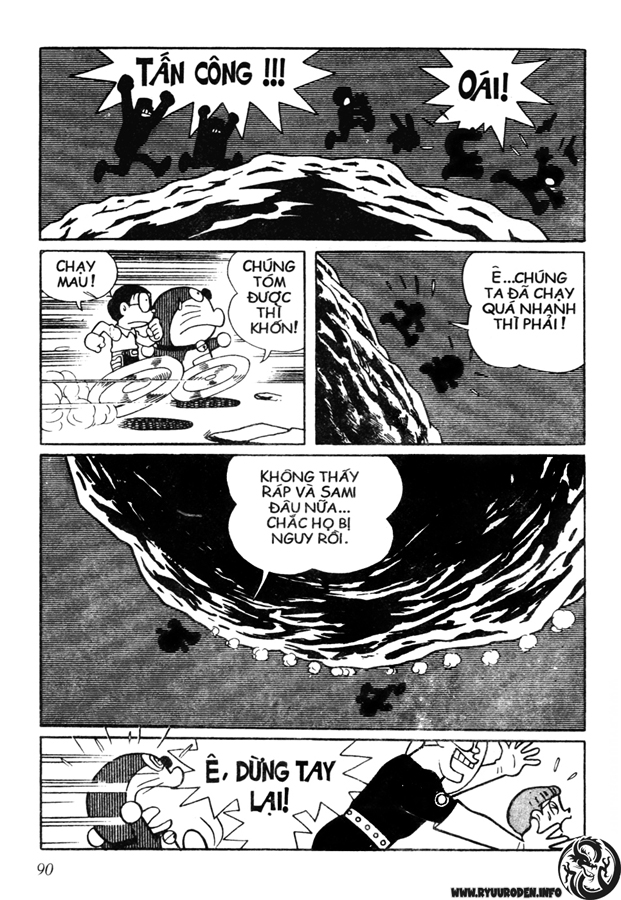 TẤN CÔNG !!!
OÁI!
CHẠY
MAU!
CHÚNG
TÓM
ĐƯỢC
THÌ
KHỐN!
Ê...CHÚNG
TA ĐÃ CHẠY
QUÁ NHANH
THÌ PHẢI!
KHÔNG THẤY
RÁP VÀ SAMI
ĐÂU NỮA...
CHẮC HỌ BỊ
NGUY RỒI.
Ê, DỪNG TAY
LẠI!
90
WWW.RYUURODEN.INFO